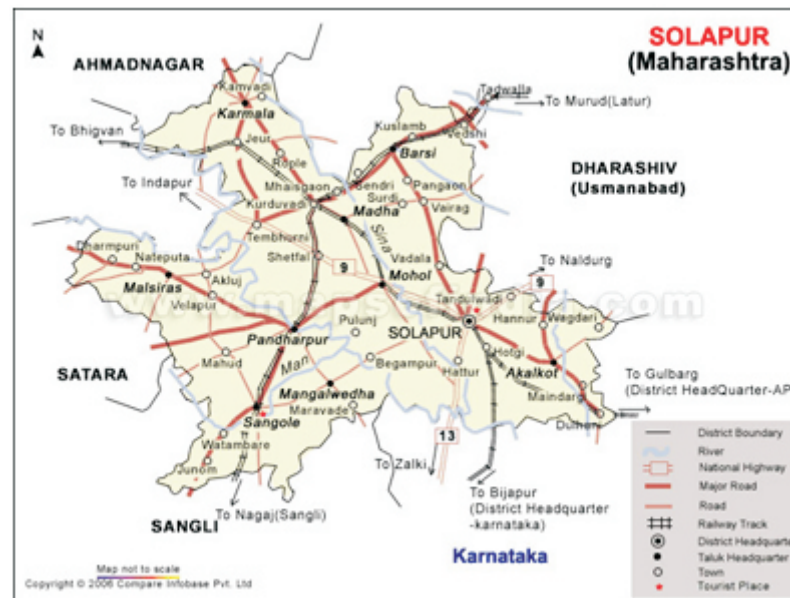 N
SOLAPUR
(Maharashtra)
AHMADNAGAR
Kamvadi
Karmala
Tadwalla
To Murud(Latur)
To Bhigvan
Jeur
Kuslamb
Vedshi
Rople
Barsi
DHARASHIV
(Usmanabad)
To Indapur
Mhaisgaon
Sendri
Pangaon
Surdi
Kurduvadi
Madha
Vairag
Tembhurni
Sina
Dharmpuri
Nateputa
Shetfal
9
Vadala
To Naldurg
Malsiras
Akluj
Mohol
9
Velapur
Tandulwadi
Pulunj
SOLAPUR
Hannur
Wagdari
Pandharpur
Hotgi
Mahud
Man
Begampur
Hattur
Akalkot
SATARA
Mangalwedha
Maravade
Maindarg
To Gulbarg
(District HeadQuarter-AP
Sangole
Dulheri
13
Watambare
Junom
To Zalki
To Nagaj(Sangli)
To Bijapur
(District Headquarter
-karnataka)
SANGLI
Karnataka
District Boundary
River
National Highway
Major Road
Road
Railway Track
District Headquarte
Taluk Headquarter
Town
Tourist Place
Map not to scale
Copyright © 2006 Compare Infobase Pvt. Ltd